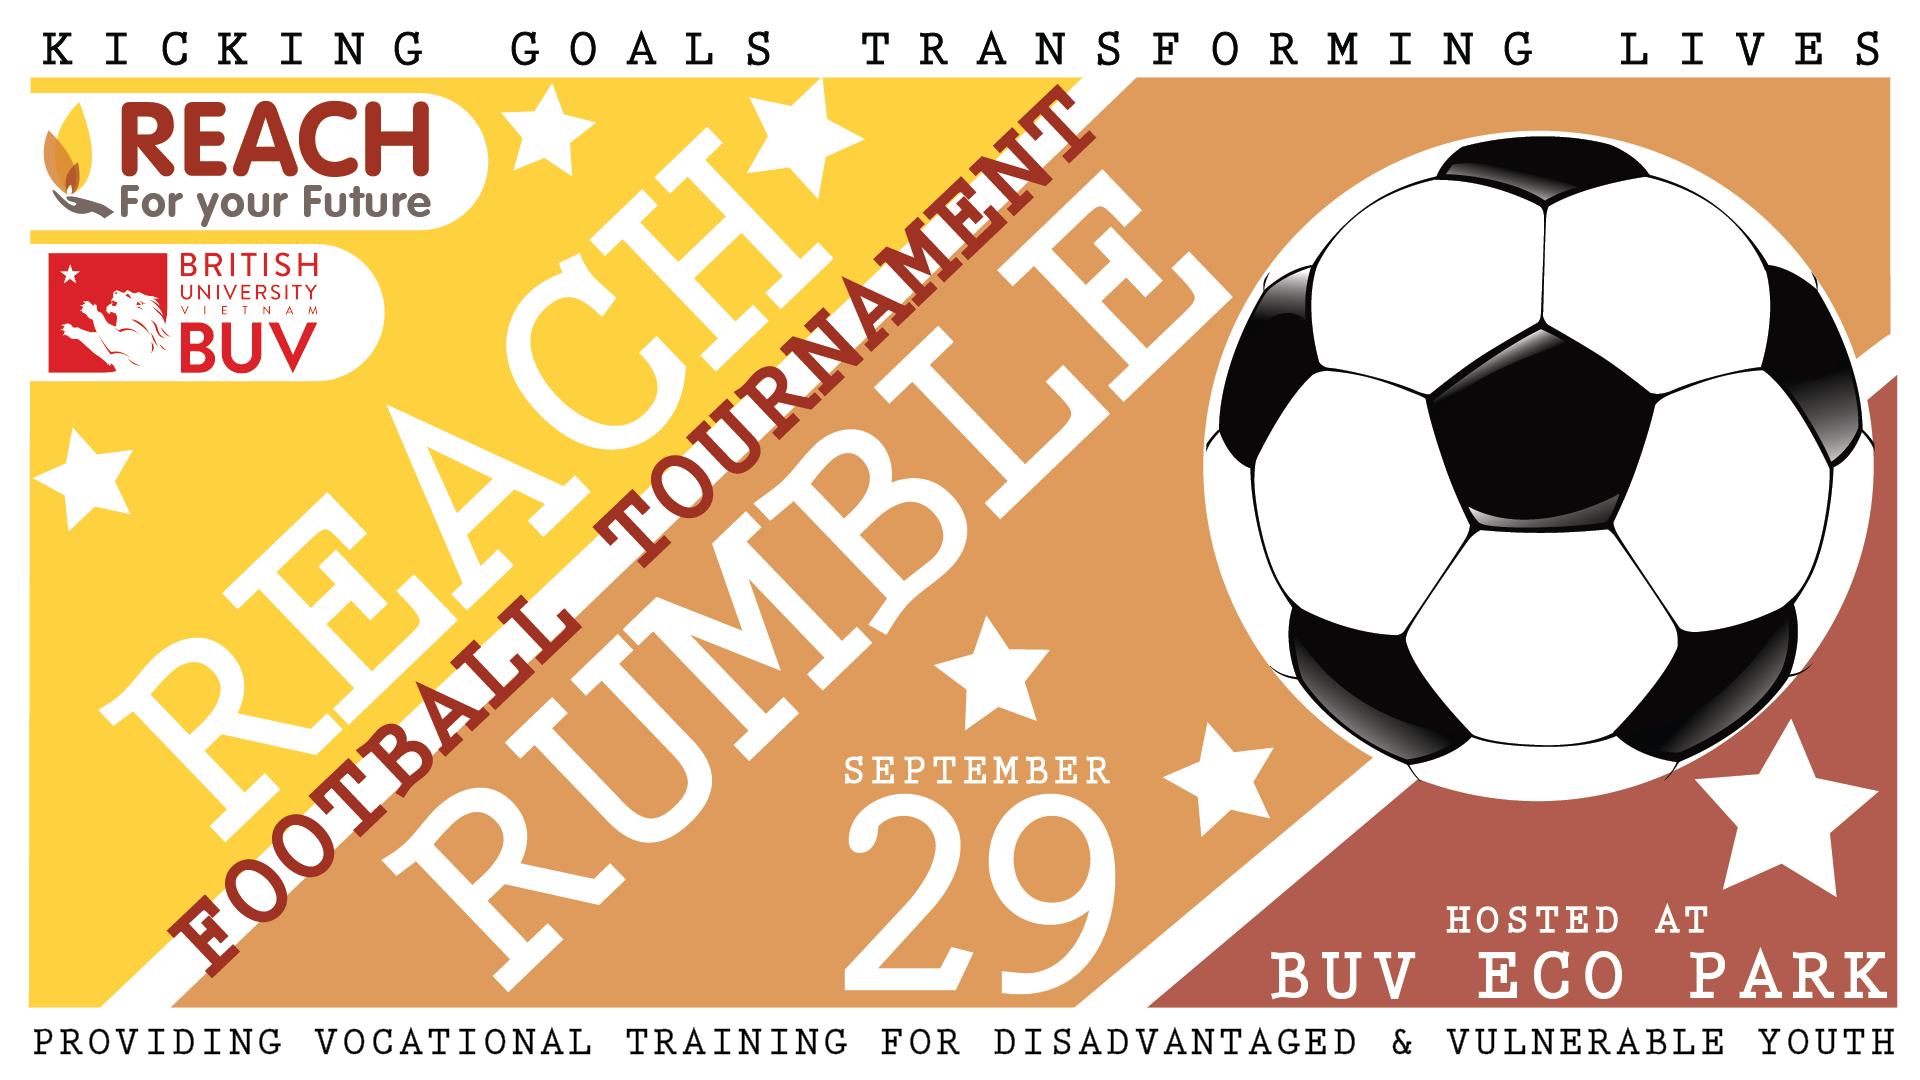 KICKING GOALS TRANSFORMING LIVES
REACH
For your Future
BRITISH
UNIVERSITY
VIETNAM
BUV
REACH
FOOTBALL TOURNAMENT
RUMBLE
SEPTEMBER
29
HOSTED AT
BUV ECO PARK
PROVIDING VOCATIONAL TRAINING FOR DISADVANTAGED & VULNERABLE YOUTH